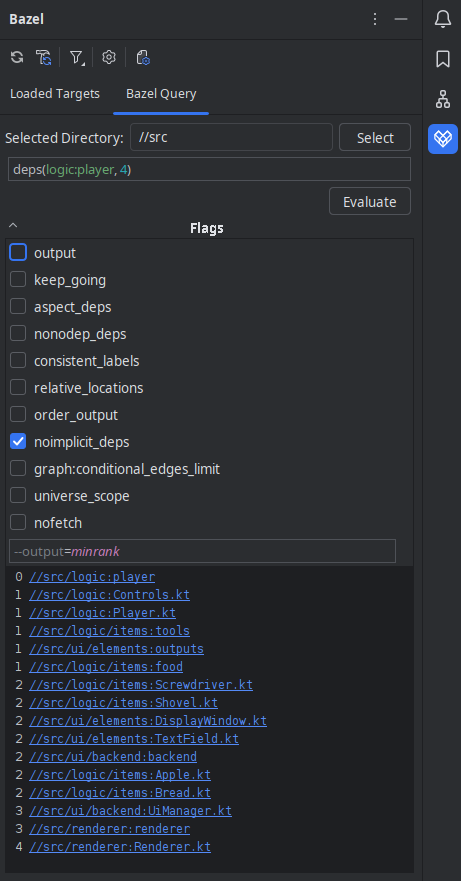 Bazel
Loaded Targets Bazel Query
Selected Directory: //src Select
deps(logic:player, 4)
Evaluate
Flags
output
keep_going
aspect_deps
nonodep_deps
consistent_labels
relative_locations
order_output
noimplicit_deps
graph:conditional_edges_limit
universe_scope
nofetch
--output=minrank
0 //src/logic:player
1 //src/logic:Controls.kt
1 //src/logic:Player.kt
1 //src/logic/items:tools
1 //src/ui/elements:outputs
1 //src/logic/items:food
2 //src/logic/items:Screwdriver.kt
2 //src/logic/items:Shovel.kt
2 //src/ui/elements:DisplayWindow.kt
2 //src/ui/elements:TextField.kt
2 //src/ui/backend:backend
2 //src/logic/items:Apple.kt
2 //src/logic/items:Bread.kt
3 //src/ui/backend:UiManager.kt
3 //src/renderer:renderer
4 //src/renderer:Renderer.kt